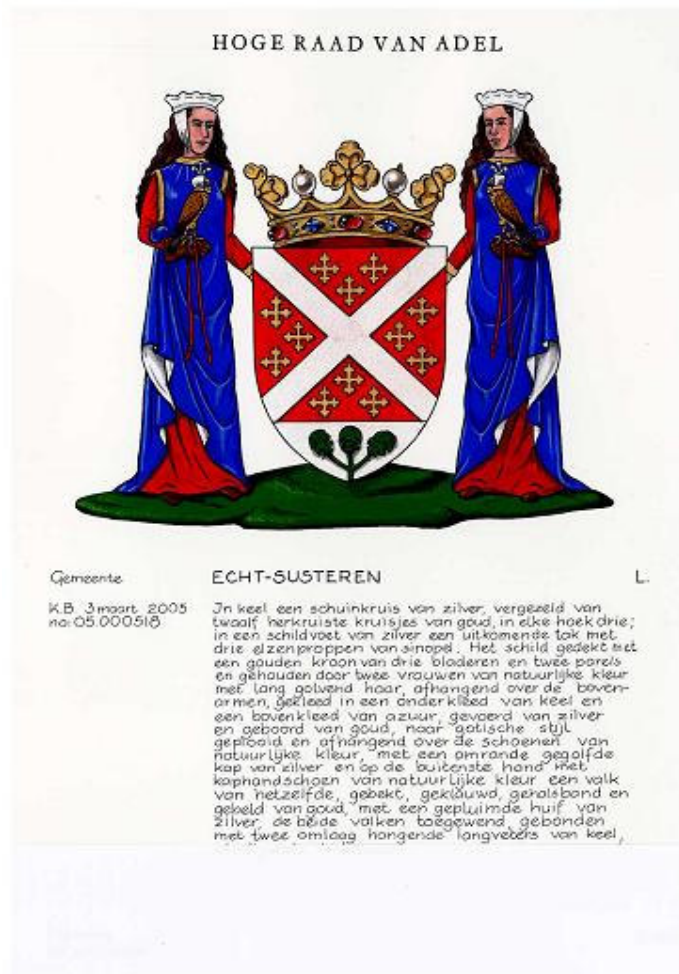 HOGE RAAD VAN ADEL
Gemeente
ECHT-SUSTEREN
L.
K.B. 3 maart 2005
no: 05.000518
In keel een schuinkruis van zilver, vergezeld van
twaalf herkruiste kruisjes van goud, in elke hoek drie;
in een schildvoet van zilver een uitkomende tak met
drie elzenproppen van sinopel. Het schild gedekt met
een gouden kroon van drie bladeren en twee parels
en gehouden door twee vrouwen van natuurlijke kleur
met lang golvend haar, afhangend over de boven-
armen, gekleed in een onderkleed van keel en
een bovenkleed van azuur, gevoerd van zilver
en geboord van goud, naar gotische stijl
geplooid en afhangend over de schoenen van
natuurlijke kleur, met een omrande gegolfde
kap van zilver en op de buitenste hand met
kaphandschoen van natuurlijke kleur een valk
van hetzelfde, gebekt, geklauwd, gehalsband en
gebeld van goud, met een gepluimde huif van
zilver, de beide valken toegewend, gebonden
met twee omlaag hangende langveters van keel,